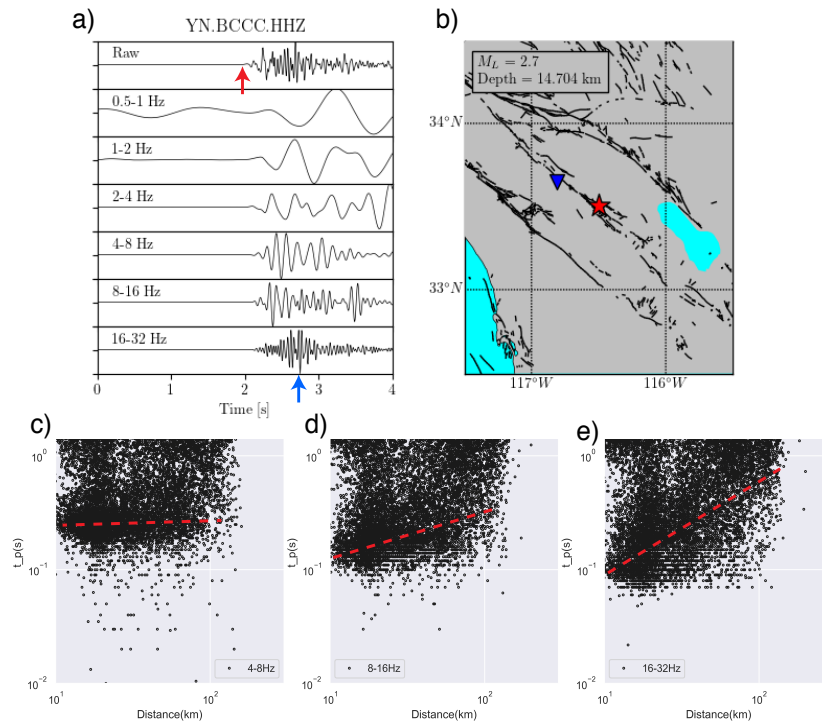 a)
YN.BCCC.HHZ
Raw
0.5-1 Hz
1-2 Hz
2-4 Hz
4-8 Hz
8-16 Hz
16-32 Hz
0 1 2 3 4
Time [s]
b)
M_L = 2.7
Depth = 14.704 km
34°N
33°N
117°W 116°W
c)
10^0
10^-1
10^-2
t_p(s)
4-8Hz
10^1 10^2
Distance(km)
d)
10^0
10^-1
10^-2
t_p(s)
8-16Hz
10^1 10^2
Distance(km)
e)
10^0
10^-1
10^-2
t_p(s)
16-32Hz
10^1 10^2
Distance(km)